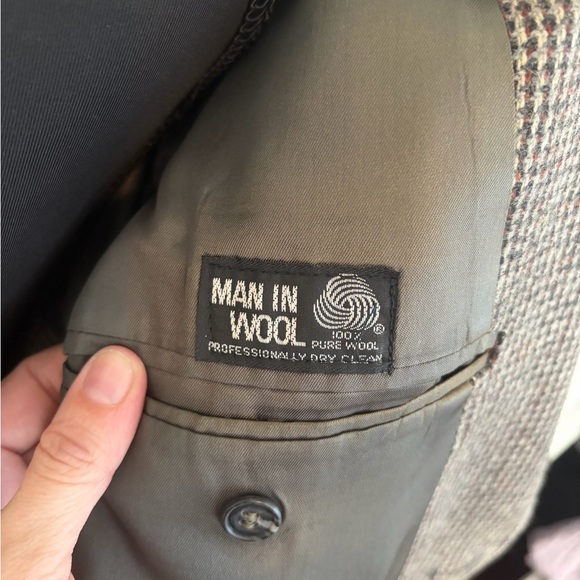 MAN IN
WOOL
®
100%
PURE WOOL
PROFESSIONALLY DRY CLEAN